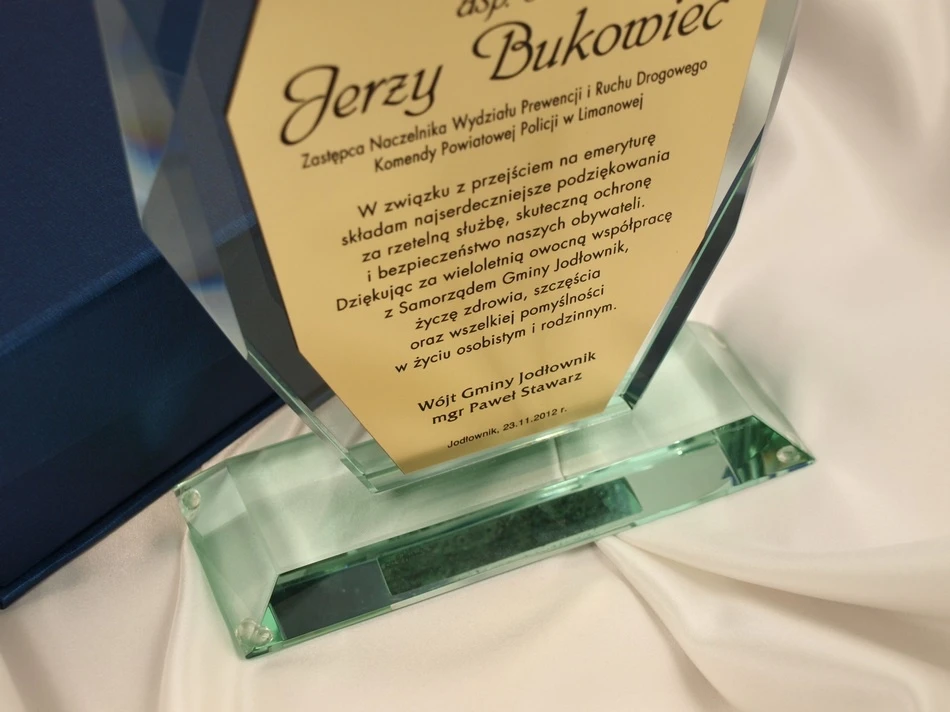 asp.
Jerzy Bukowiec
Zastępca Naczelnika Wydziału Prewencji i Ruchu Drogowego
Komendy Powiatowej Policji w Limanowej
W związku z przejściem na emeryturę
składam najserdeczniejsze podziękowania
za rzetelną służbę, skuteczną ochronę
i bezpieczeństwo naszych obywateli.
Dziękując za wieloletnią owocną współpracę
z Samorządem Gminy Jodłownik,
życzę zdrowia, szczęścia
oraz wszelkiej pomyślności
w życiu osobistym i rodzinnym.
Wójt Gminy Jodłownik
mgr Paweł Stawarz
Jodłownik, 23.11.2012 r.